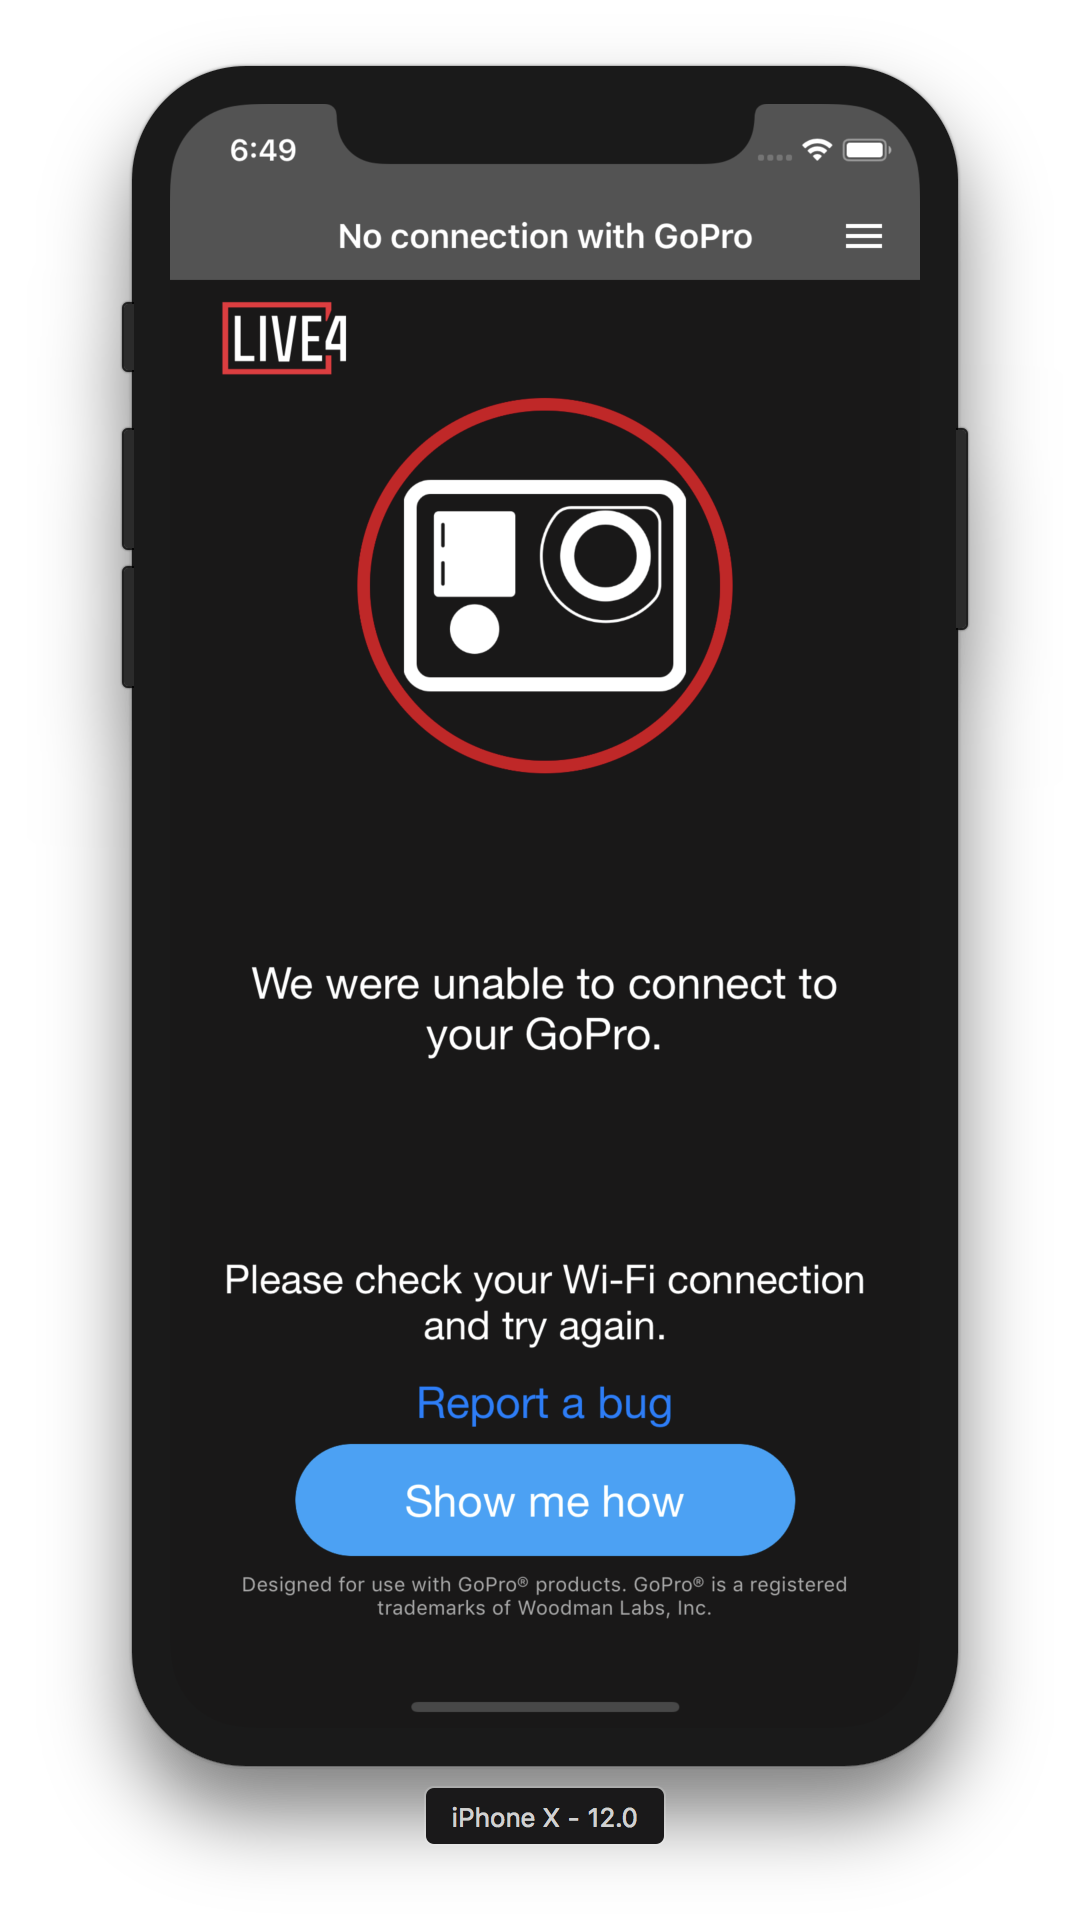 6:49
No connection with GoPro
LIVE4
We were unable to connect to
your GoPro.
Please check your Wi-Fi connection
and try again.
Report a bug
Show me how
Designed for use with GoPro® products. GoPro® is a registered
trademarks of Woodman Labs, Inc.
iPhone X - 12.0